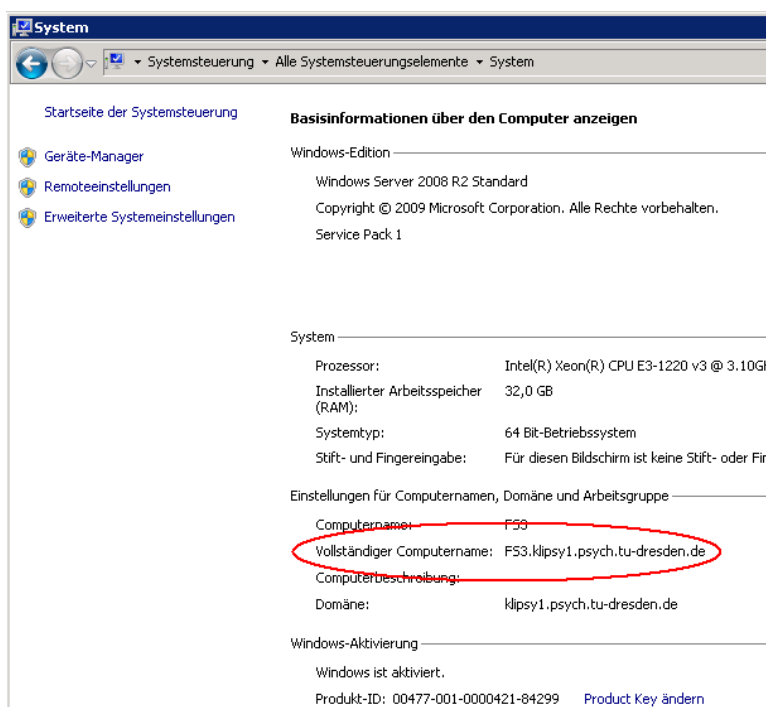 System
Systemsteuerung Alle Systemsteuerungselemente System
Startseite der Systemsteuerung
Geräte-Manager
Remoteeinstellungen
Erweiterte Systemeinstellungen
Basisinformationen über den Computer anzeigen
Windows-Edition
Windows Server 2008 R2 Standard
Copyright © 2009 Microsoft Corporation. Alle Rechte vorbehalten.
Service Pack 1
System
Prozessor: Intel(R) Xeon(R) CPU E3-1220 v3 @ 3.10G
Installierter Arbeitsspeicher 32,0 GB
(RAM):
Systemtyp: 64 Bit-Betriebssystem
Stift- und Fingereingabe: Für diesen Bildschirm ist keine Stift- oder Fin
Einstellungen für Computernamen, Domäne und Arbeitsgruppe
Computername: FS3
Vollständiger Computername: FS3.klipsy1.psych.tu-dresden.de
Computerbeschreibung:
Domäne: klipsy1.psych.tu-dresden.de
Windows-Aktivierung
Windows ist aktiviert.
Produkt-ID: 00477-001-0000421-84299 Product Key ändern